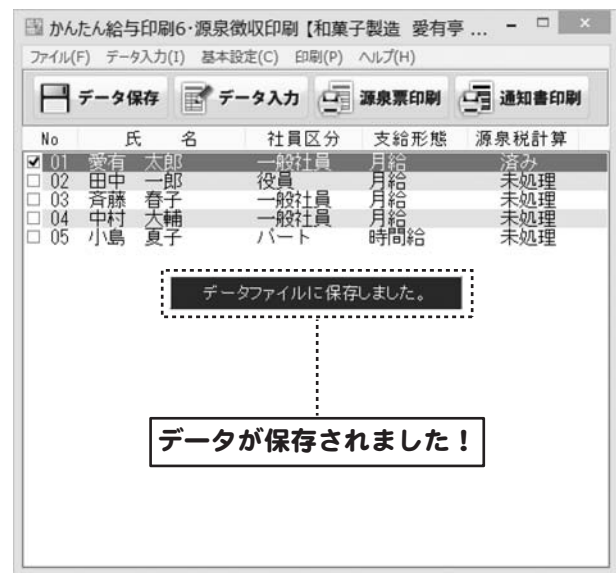 かんたん給与印刷6・源泉徴収印刷【和菓子製造 愛有亭 ...
ファイル(F) データ入力(I) 基本設定(C) 印刷(P) ヘルプ(H)
データ保存 データ入力 源泉票印刷 通知書印刷
No 氏 名 社員区分 支給形態 源泉税計算
01 愛有 太郎 一般社員 月給 済み
02 田中 一郎 役員 月給 未処理
03 斉藤 春子 一般社員 月給 未処理
04 中村 大輔 一般社員 月給 未処理
05 小島 夏子 パート 時間給 未処理
データファイルに保存しました。
データが保存されました！